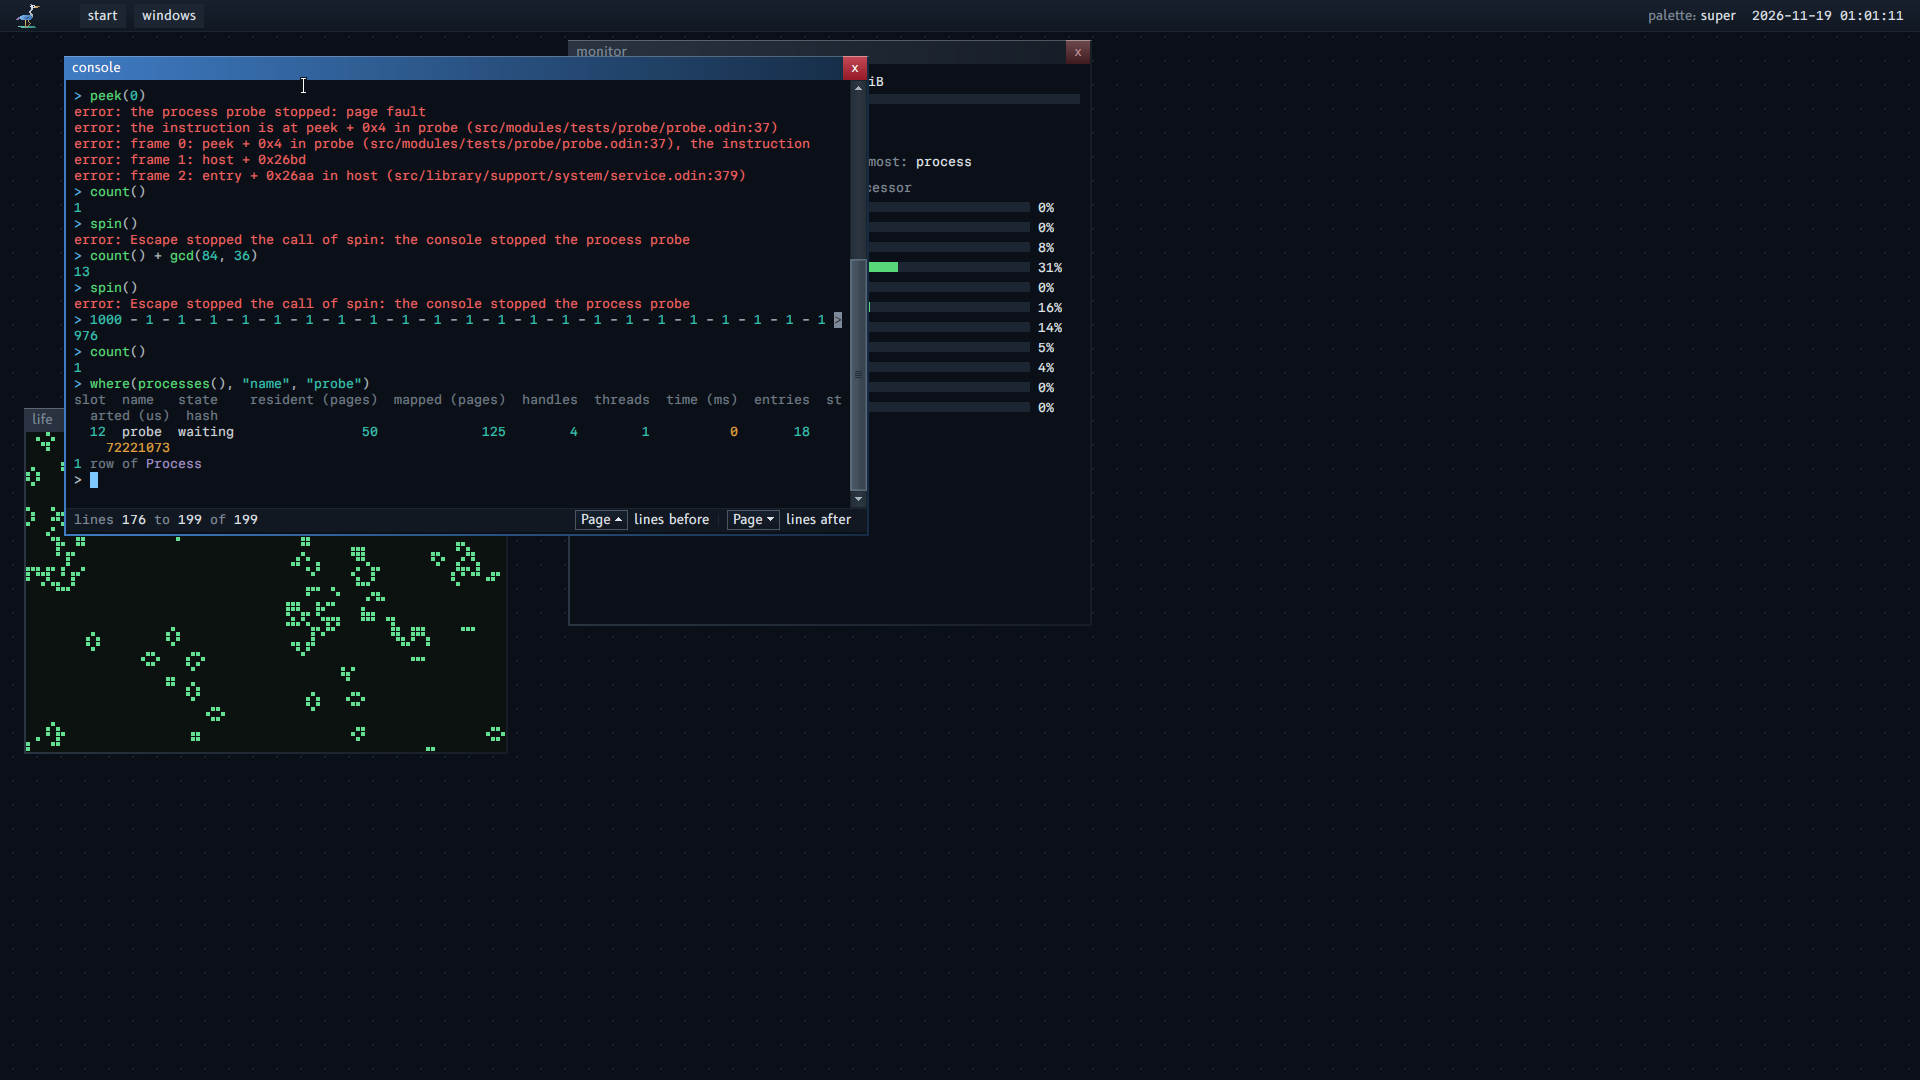 start windows palette: super 2026-11-19 01:01:11
monitor x
console x
iB
> peek(0)
error: the process probe stopped: page fault
error: the instruction is at peek + 0x4 in probe (src/modules/tests/probe/probe.odin:37)
error: frame 0: peek + 0x4 in probe (src/modules/tests/probe/probe.odin:37), the instruction
error: frame 1: host + 0x26bd
error: frame 2: entry + 0x26aa in host (src/library/support/system/service.odin:379)
> count()
1
> spin()
error: Escape stopped the call of spin: the console stopped the process probe
> count() + gcd(84, 36)
13
> spin()
error: Escape stopped the call of spin: the console stopped the process probe
> 1000 - 1 - 1 - 1 - 1 - 1 - 1 - 1 - 1 - 1 - 1 - 1 - 1 - 1 - 1 - 1 - 1 - 1 - 1 - 1 - 1 - 1 - 1 >
976
> count()
1
> where(processes(), "name", "probe")
slot name state resident (pages) mapped (pages) handles threads time (ms) entries st
arted (us) hash
12 probe waiting 50 125 4 1 0 18
72221073
1 row of Process
>
lines 176 to 199 of 199 Page lines before Page lines after
most: process
cessor
0%
0%
8%
31%
0%
16%
14%
5%
4%
0%
0%
life